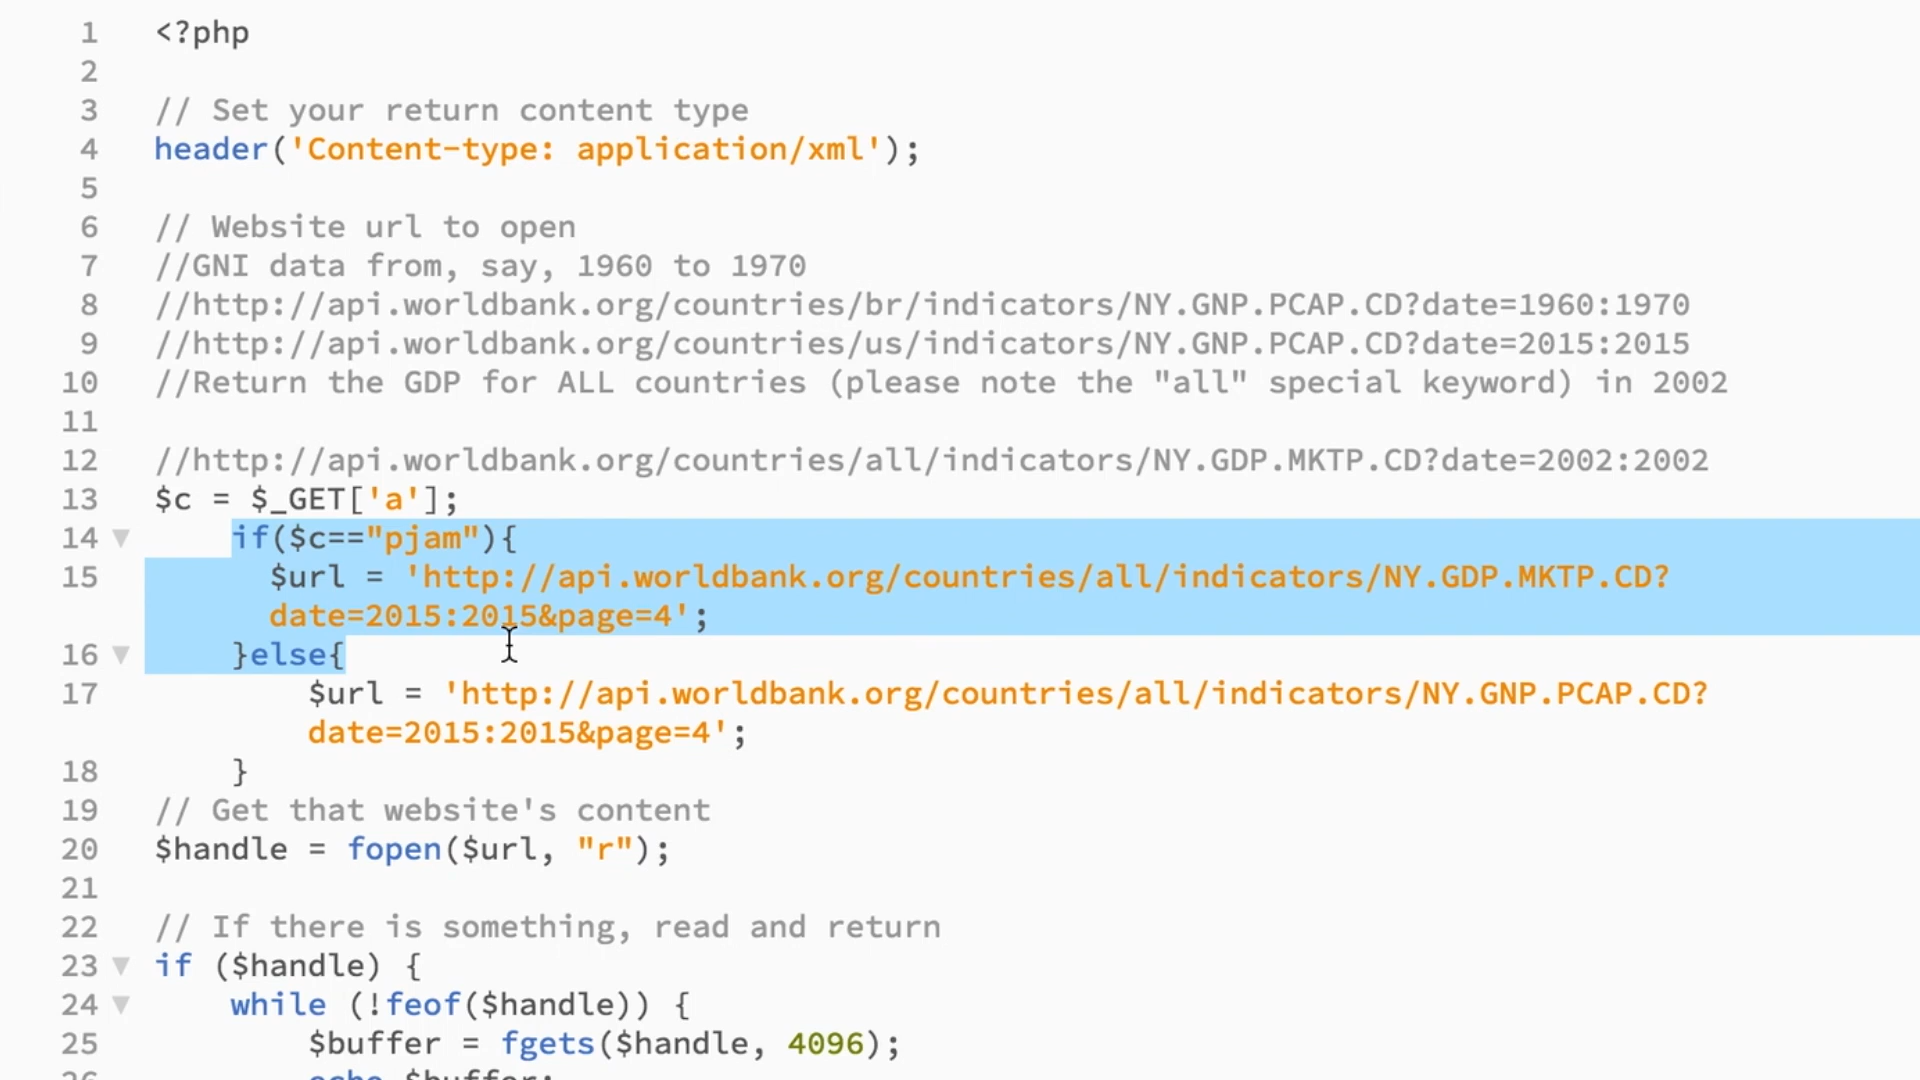 1 <?php
2
3 // Set your return content type
4 header('Content-type: application/xml');
5
6 // Website url to open
7 //GNI data from, say, 1960 to 1970
8 //http://api.worldbank.org/countries/br/indicators/NY.GNP.PCAP.CD?date=1960:1970
9 //http://api.worldbank.org/countries/us/indicators/NY.GNP.PCAP.CD?date=2015:2015
10 //Return the GDP for ALL countries (please note the "all" special keyword) in 2002
11
12 //http://api.worldbank.org/countries/all/indicators/NY.GDP.MKTP.CD?date=2002:2002
13 $c = $_GET['a'];
14 if($c=="pjam"){
15 $url = 'http://api.worldbank.org/countries/all/indicators/NY.GDP.MKTP.CD?
date=2015:2015&page=4';
16 }else{
17 $url = 'http://api.worldbank.org/countries/all/indicators/NY.GNP.PCAP.CD?
date=2015:2015&page=4';
18 }
19 // Get that website's content
20 $handle = fopen($url, "r");
21
22 // If there is something, read and return
23 if ($handle) {
24 while (!feof($handle)) {
25 $buffer = fgets($handle, 4096);
26 echo $buffer;